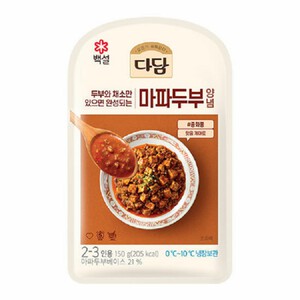 백설
다담
두부와 채소만
있으면 완성되는
마파두부 양념
2-3인용 150 g(205 kcal)
마파두부베이스 21 %
0℃~10℃ 냉장보관